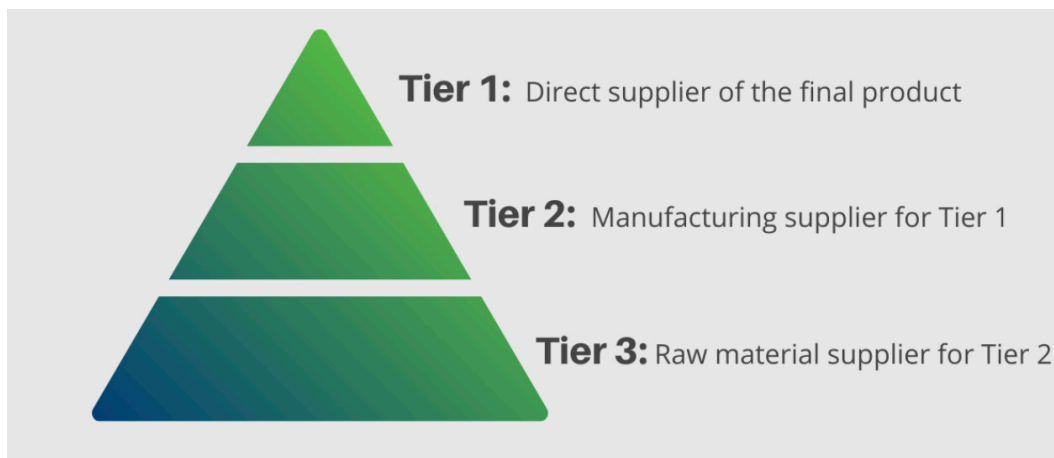 Tier 1: Direct supplier of the final product
Tier 2: Manufacturing supplier for Tier 1
Tier 3: Raw material supplier for Tier 2